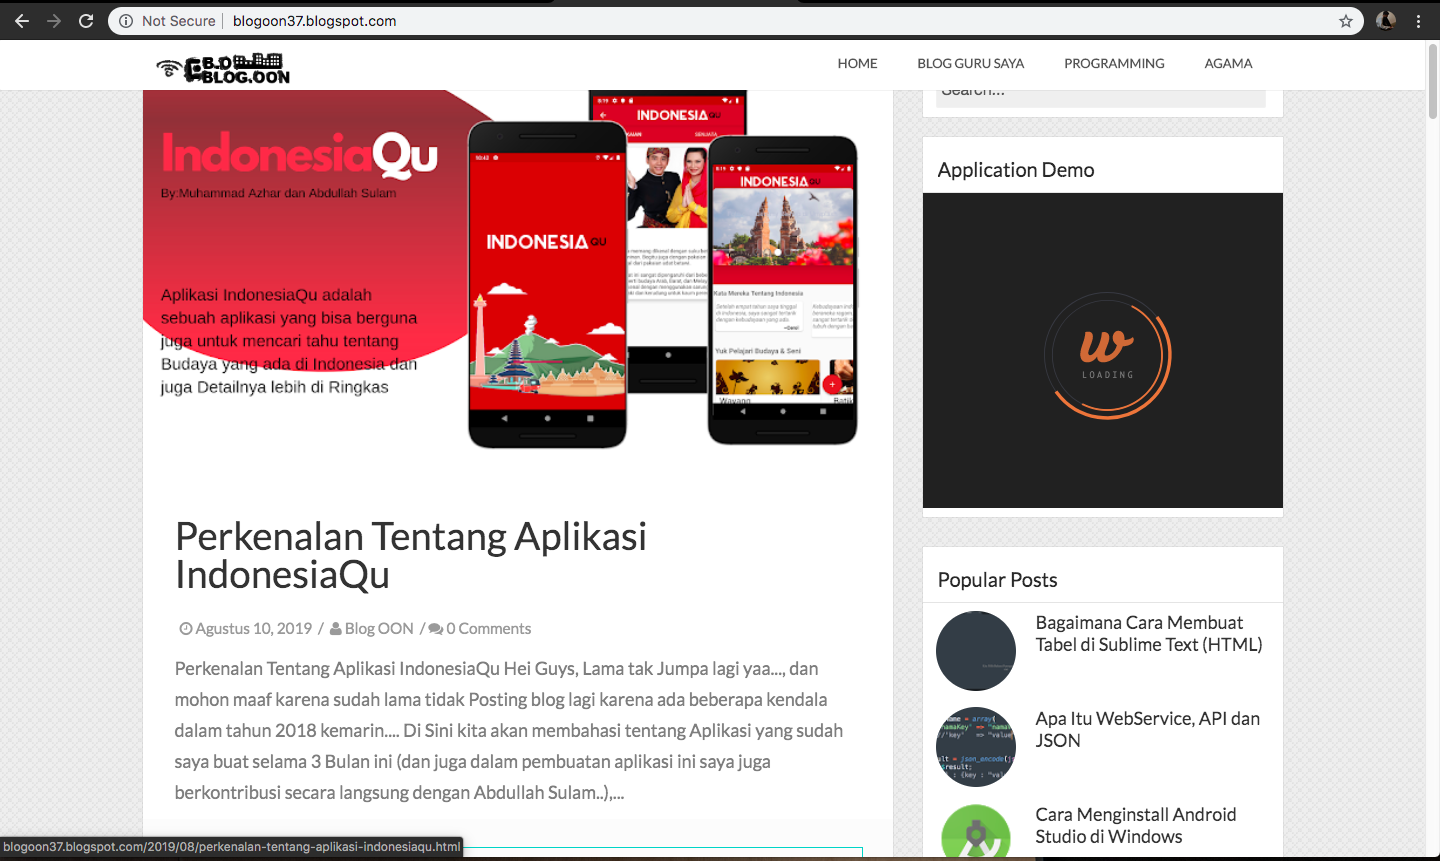 Not Secure
blogoon37.blogspot.com
B.O
BLOG.OON
HOME
BLOG GURU SAYA
PROGRAMMING
AGAMA
IndonesiaQu
By:Muhammad Azhar dan Abdullah Sulam
Aplikasi IndonesiaQu adalah
sebuah aplikasi yang bisa berguna
juga untuk mencari tahu tentang
Budaya yang ada di Indonesia dan
juga Detailnya lebih di Ringkas
INDONESIA QU
INDONESIA QU
SENJATA
INDONESIA QU
Kata Mereka Tentang Indonesia
Yuk Pelajari Budaya & Seni
Wayang
Batik
Perkenalan Tentang Aplikasi
IndonesiaQu
Agustus 10, 2019 / Blog OON / 0 Comments
Perkenalan Tentang Aplikasi IndonesiaQu Hei Guys, Lama tak Jumpa lagi yaa..., dan
mohon maaf karena sudah lama tidak Posting blog lagi karena ada beberapa kendala
dalam tahun 2018 kemarin.... Di Sini kita akan membahasi tentang Aplikasi yang sudah
saya buat selama 3 Bulan ini (dan juga dalam pembuatan aplikasi ini saya juga
berkontribusi secara langsung dengan Abdullah Sulam..),...
Search...
Application Demo
w
LOADING
Popular Posts
Bagaimana Cara Membuat
Tabel di Sublime Text (HTML)
Apa Itu WebService, API dan
JSON
Cara Menginstall Android
Studio di Windows
blogoon37.blogspot.com/2019/08/perkenalan-tentang-aplikasi-indonesiaqu.html